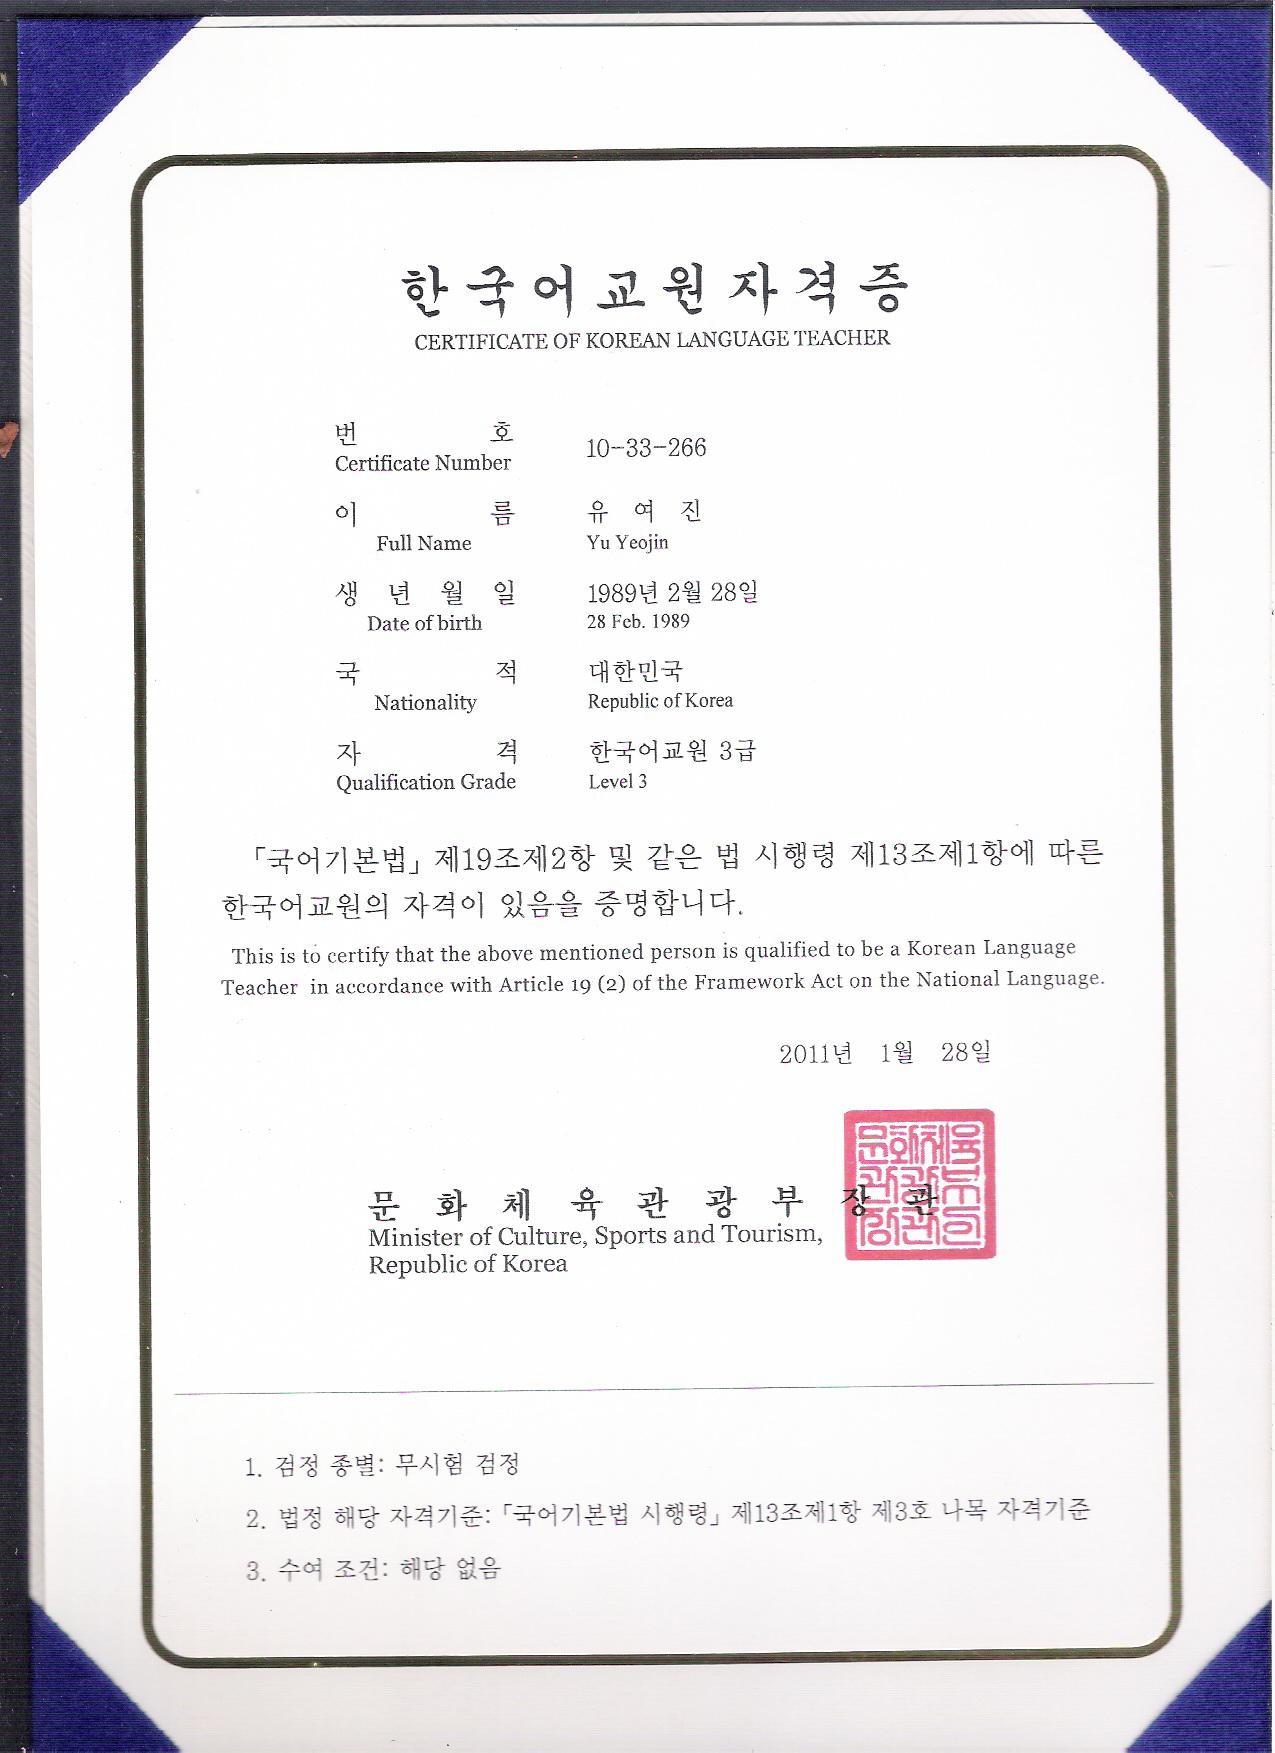 한국어교원자격증
CERTIFICATE OF KOREAN LANGUAGE TEACHER
번 호
Certificate Number
10-33-266
이 름
유 여 진
Full Name
Yu Yeojin
생 년 월 일
1989년 2월 28일
Date of birth
28 Feb. 1989
국 적
대한민국
Nationality
Republic of Korea
자 격
한국어교원 3급
Qualification Grade
Level 3
「국어기본법」 제19조제2항 및 같은 법 시행령 제13조제1항에 따른
한국어교원의 자격이 있음을 증명합니다.
This is to certify that the above mentioned person is qualified to be a Korean Language
Teacher in accordance with Article 19 (2) of the Framework Act on the National Language.
2011년 1월 28일
문 화 체 육 관 광 부 장 관
Minister of Culture, Sports and Tourism,
Republic of Korea
1. 검정 종별: 무시험 검정
2. 법정 해당 자격기준:「국어기본법 시행령」 제13조제1항 제3호 나목 자격기준
3. 수여 조건: 해당 없음